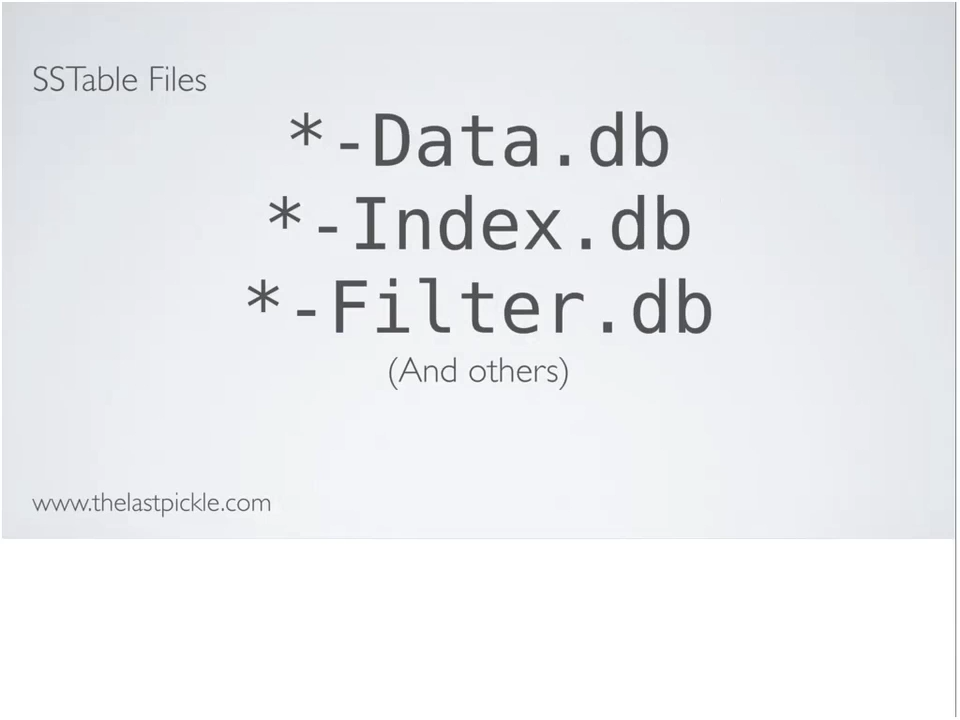 SSTable Files
*-Data.db
*-Index.db
*-Filter.db
(And others)
www.thelastpickle.com